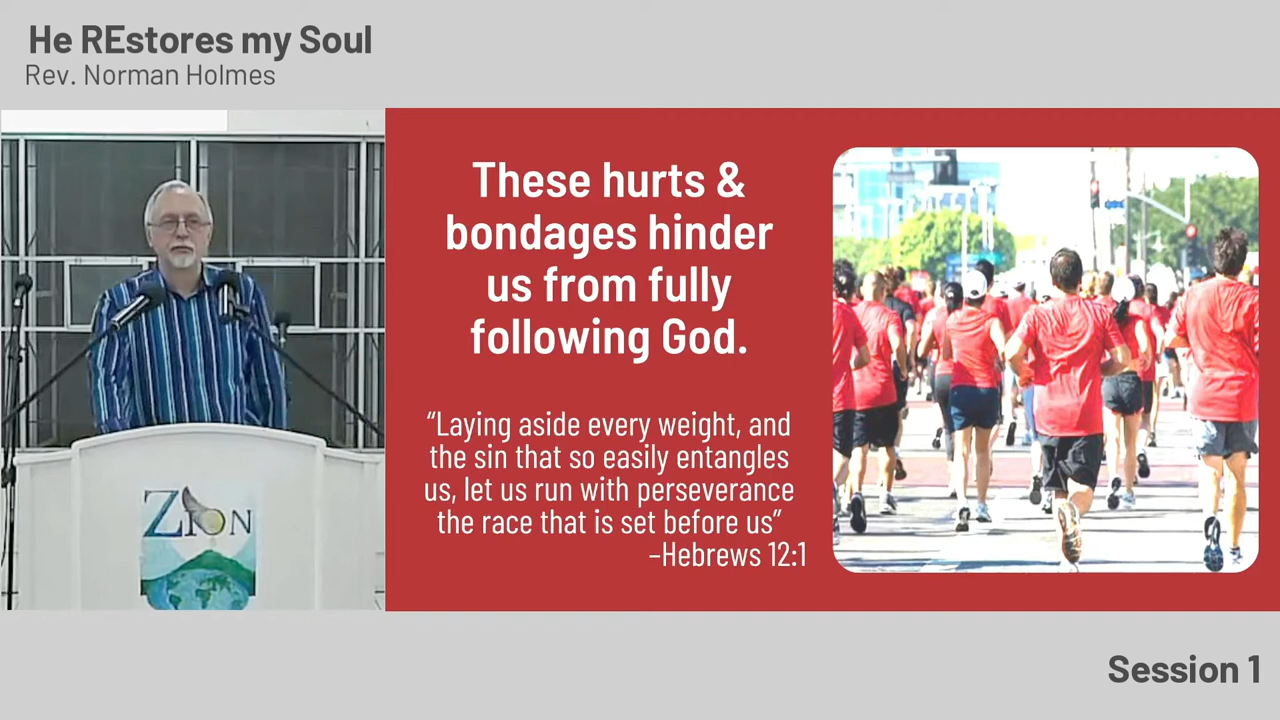 He REstores my Soul
Rev. Norman Holmes
These hurts &
bondages hinder
us from fully
following God.
“Laying aside every weight, and
the sin that so easily entangles
us, let us run with perseverance
the race that is set before us”
–Hebrews 12:1
ZION
Session 1